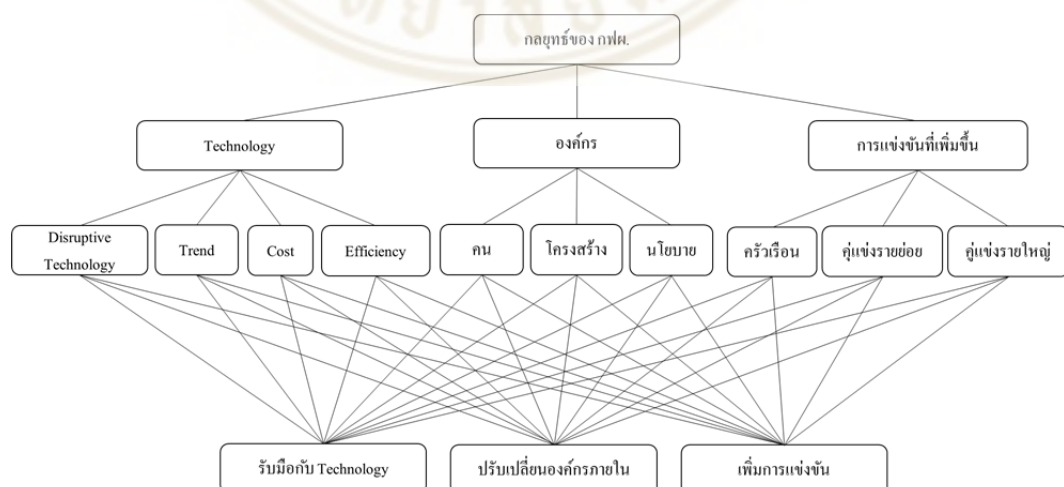 กลยุทธ์ของ กฟผ.
Technology
องค์กร
การแข่งขันที่เพิ่มขึ้น
Disruptive
Technology
Trend
Cost
Efficiency
คน
โครงสร้าง
นโยบาย
ครัวเรือน
คู่แข่งรายย่อย
คู่แข่งรายใหญ่
รับมือกับ Technology
ปรับเปลี่ยนองค์กรภายใน
เพิ่มการแข่งขัน